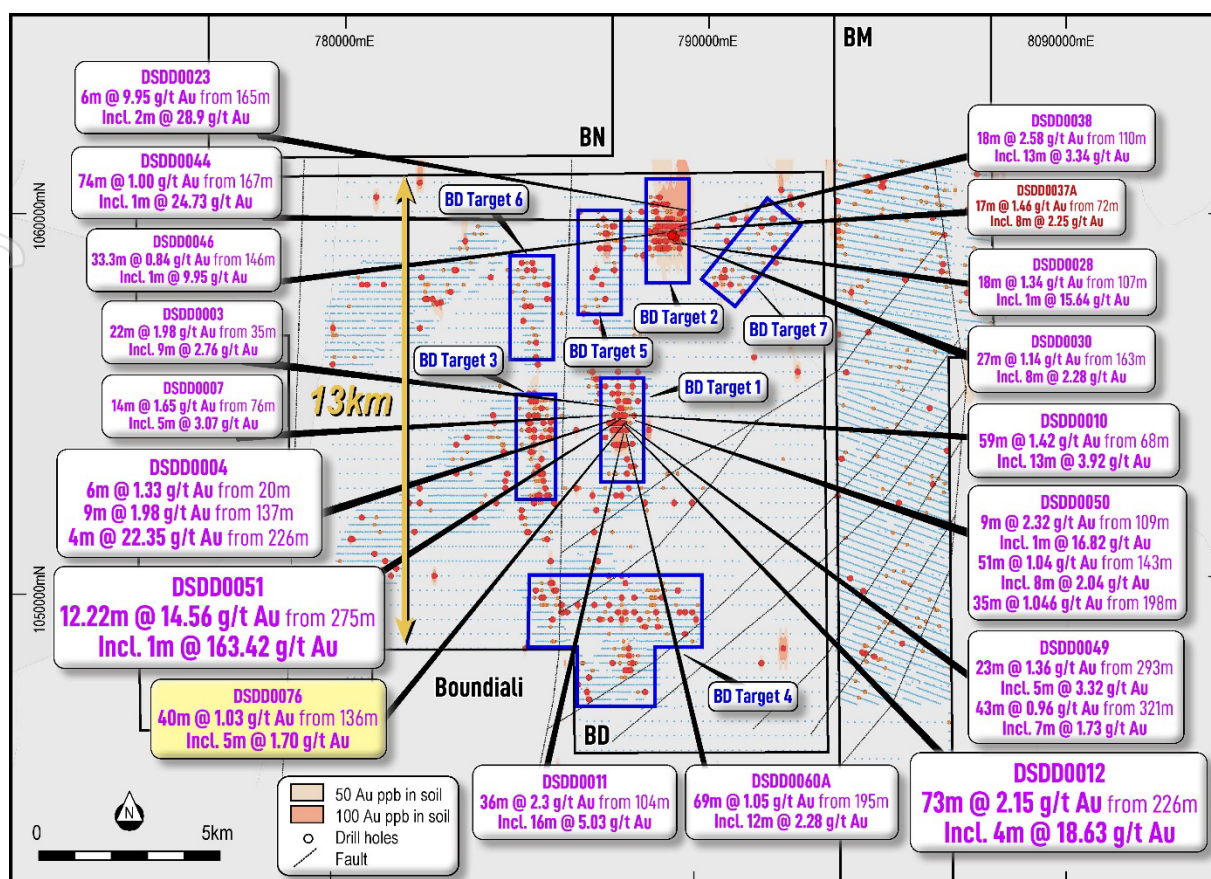 780000mE
790000mE
8090000mE
BM
BN
1060000mN
1050000mN
DSDD0023
6m @ 9.95 g/t Au from 165m
Incl. 2m @ 28.9 g/t Au
DSDD0044
74m @ 1.00 g/t Au from 167m
Incl. 1m @ 24.73 g/t Au
DSDD0046
33.3m @ 0.84 g/t Au from 146m
Incl. 1m @ 9.95 g/t Au
DSDD0003
22m @ 1.98 g/t Au from 35m
Incl. 9m @ 2.76 g/t Au
DSDD0007
14m @ 1.65 g/t Au from 76m
Incl. 5m @ 3.07 g/t Au
DSDD0004
6m @ 1.33 g/t Au from 20m
9m @ 1.98 g/t Au from 137m
4m @ 22.35 g/t Au from 226m
DSDD0051
12.22m @ 14.56 g/t Au from 275m
Incl. 1m @ 163.42 g/t Au
DSDD0076
40m @ 1.03 g/t Au from 136m
Incl. 5m @ 1.70 g/t Au
BD Target 6
BD Target 2
BD Target 7
BD Target 5
BD Target 3
BD Target 1
13km
BD Target 4
Boundiali
BD
DSDD0038
18m @ 2.58 g/t Au from 110m
Incl. 13m @ 3.34 g/t Au
DSDD0037A
17m @ 1.46 g/t Au from 72m
Incl. 8m @ 2.25 g/t Au
DSDD0028
18m @ 1.34 g/t Au from 107m
Incl. 1m @ 15.64 g/t Au
DSDD0030
27m @ 1.14 g/t Au from 163m
Incl. 8m @ 2.28 g/t Au
DSDD0010
59m @ 1.42 g/t Au from 68m
Incl. 13m @ 3.92 g/t Au
DSDD0050
9m @ 2.32 g/t Au from 109m
Incl. 1m @ 16.82 g/t Au
51m @ 1.04 g/t Au from 143m
Incl. 8m @ 2.04 g/t Au
35m @ 1.046 g/t Au from 198m
DSDD0049
23m @ 1.36 g/t Au from 293m
Incl. 5m @ 3.32 g/t Au
43m @ 0.96 g/t Au from 321m
Incl. 7m @ 1.73 g/t Au
DSDD0012
73m @ 2.15 g/t Au from 226m
Incl. 4m @ 18.63 g/t Au
DSDD0011
36m @ 2.3 g/t Au from 104m
Incl. 16m @ 5.03 g/t Au
DSDD0060A
69m @ 1.05 g/t Au from 195m
Incl. 12m @ 2.28 g/t Au
50 Au ppb in soil
100 Au ppb in soil
Drill holes
Fault
N
0
5km